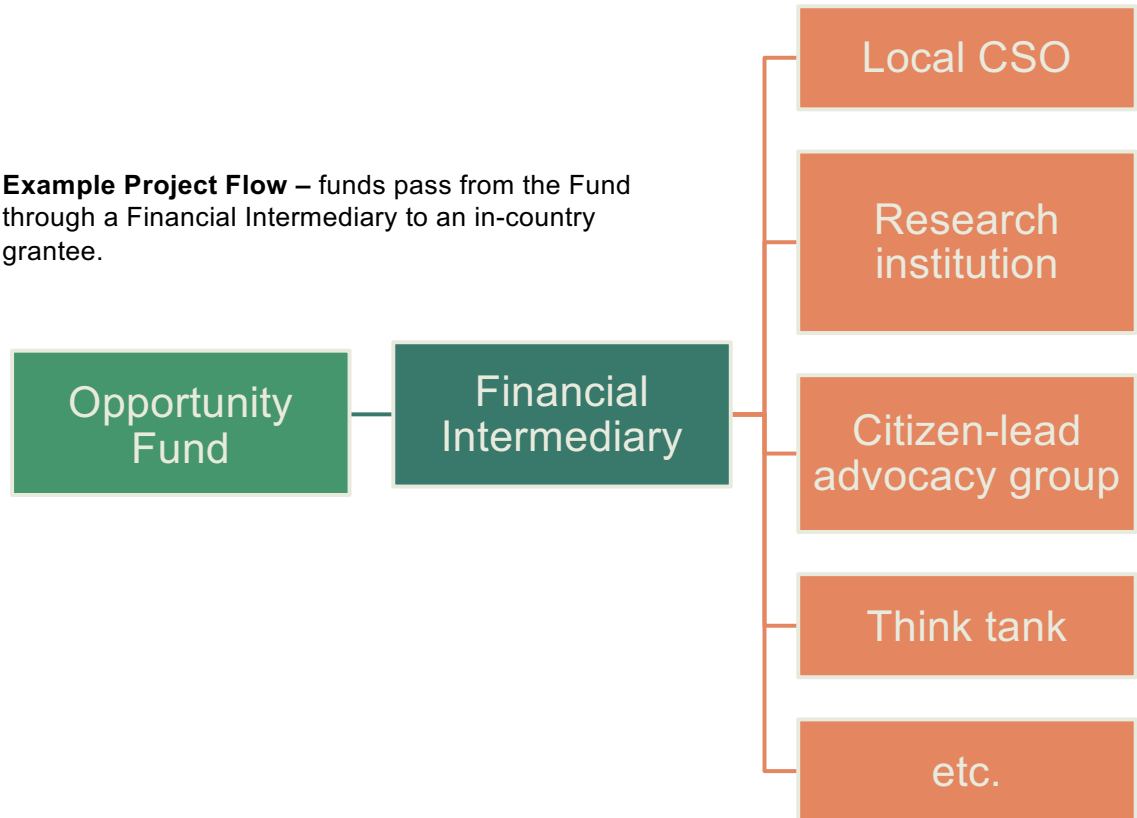 Example Project Flow – funds pass from the Fund
through a Financial Intermediary to an in-country
grantee.
Opportunity
Fund
Financial
Intermediary
Local CSO
Research
institution
Citizen-lead
advocacy group
Think tank
etc.